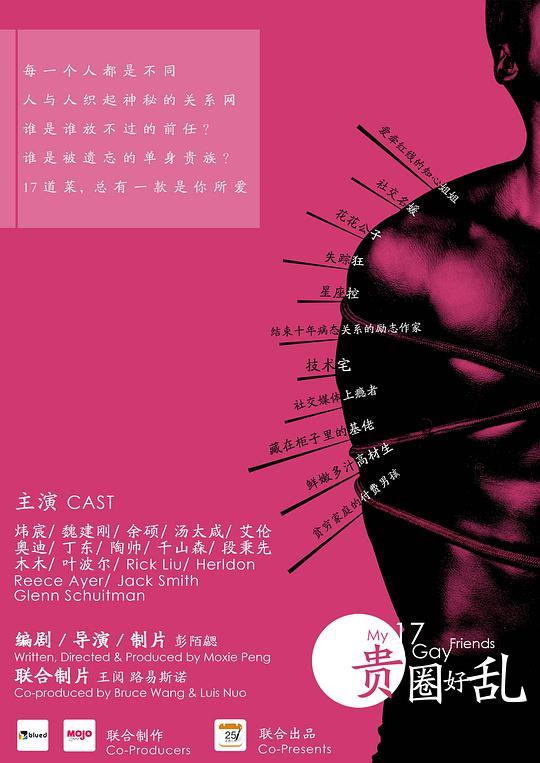 每一个人都是不同
人与人织起神秘的关系网
谁是谁放不过的前任？
谁是被遗忘的单身贵族？
17道菜，总有一款是你所爱
爱牵红线的知心姐姐
社交名媛
花花公子
失踪狂
星座控
结束十年病态关系的励志作家
技术宅
社交媒体上瘾者
藏在柜子里的基佬
鲜嫩多汁高材生
贫穷家庭的付费男孩
主演 CAST
炜宸/ 魏建刚/ 余硕/ 汤太威/ 艾伦
奥迪/ 丁东/ 陶帅/ 千山森/ 段秉先
木木/ 叶波尔/ Rick Liu/ Herldon
Reece Ayer/ Jack Smith
Glenn Schuitman
编剧 / 导演 / 制片 彭陌勰
Written, Directed & Produced by Moxie Peng
联合制片 王阅 路易斯诺
Co-produced by Bruce Wang & Luis Nuo
My 17
Gay Friends
贵圈好乱
blued
MOJO
联合制作
Co-Producers
25
联合出品
Co-Presents